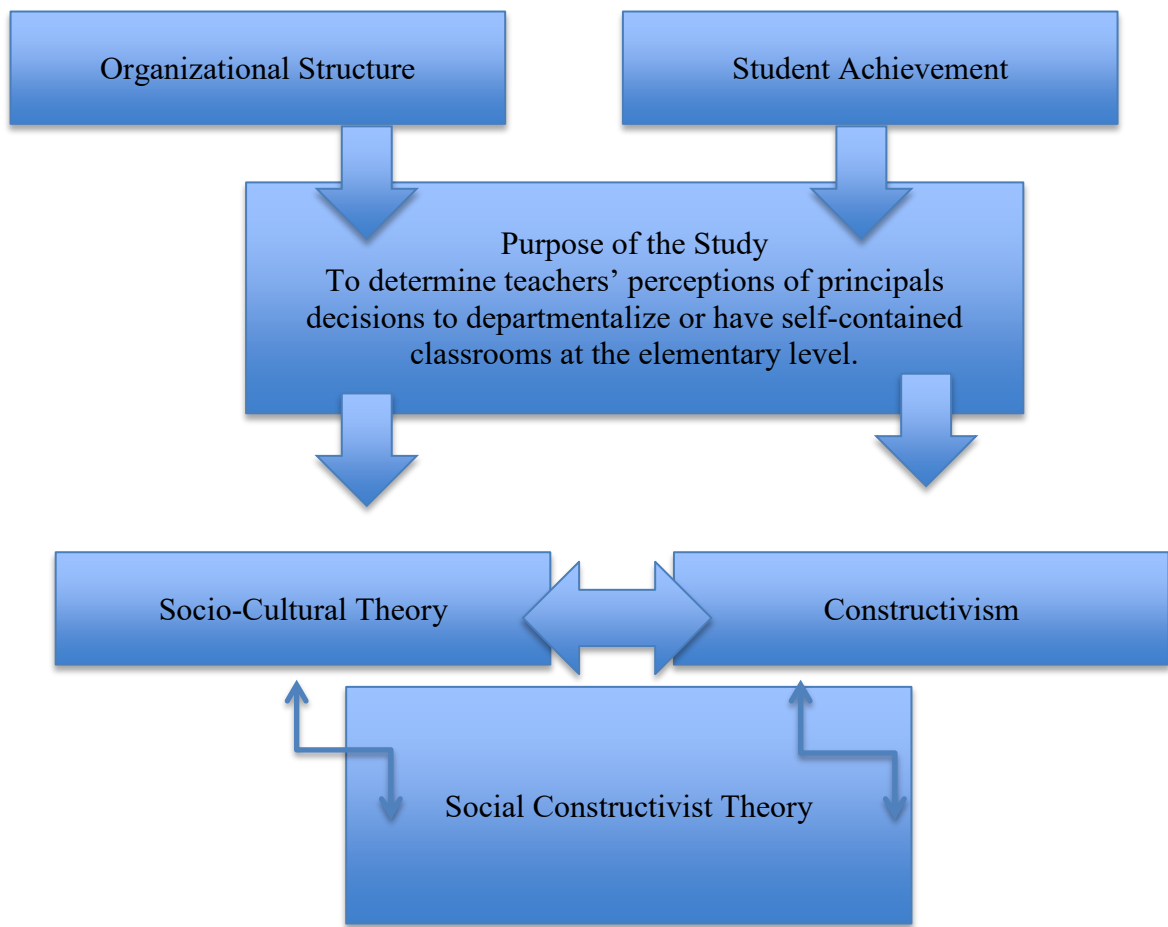 Organizational Structure
Student Achievement
Purpose of the Study
To determine teachers’ perceptions of principals
decisions to departmentalize or have self-contained
classrooms at the elementary level.
Socio-Cultural Theory
Constructivism
Social Constructivist Theory